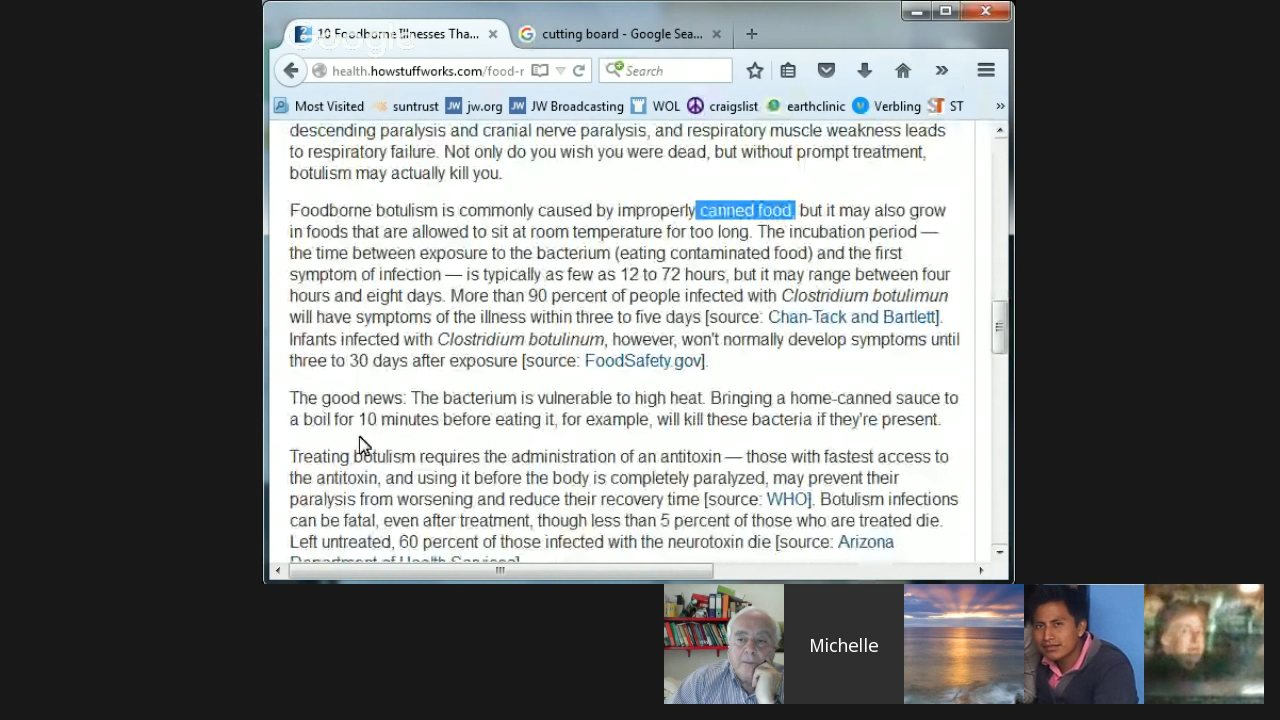 Google
10 Foodborne Illnesses Tha...
cutting board - Google Sea...
health.howstuffworks.com/food-r
Search
Most Visited suntrust jw.org JW Broadcasting WOL craigslist earthclinic Verbling ST »
descending paralysis and cranial nerve paralysis, and respiratory muscle weakness leads
to respiratory failure. Not only do you wish you were dead, but without prompt treatment,
botulism may actually kill you.
Foodborne botulism is commonly caused by improperly canned food, but it may also grow
in foods that are allowed to sit at room temperature for too long. The incubation period —
the time between exposure to the bacterium (eating contaminated food) and the first
symptom of infection — is typically as few as 12 to 72 hours, but it may range between four
hours and eight days. More than 90 percent of people infected with Clostridium botulimun
will have symptoms of the illness within three to five days [source: Chan-Tack and Bartlett].
Infants infected with Clostridium botulinum, however, won't normally develop symptoms until
three to 30 days after exposure [source: FoodSafety.gov].
The good news: The bacterium is vulnerable to high heat. Bringing a home-canned sauce to
a boil for 10 minutes before eating it, for example, will kill these bacteria if they're present.
Treating botulism requires the administration of an antitoxin — those with fastest access to
the antitoxin, and using it before the body is completely paralyzed, may prevent their
paralysis from worsening and reduce their recovery time [source: WHO]. Botulism infections
can be fatal, even after treatment, though less than 5 percent of those who are treated die.
Left untreated, 60 percent of those infected with the neurotoxin die [source: Arizona
Department of Health Services].
Michelle